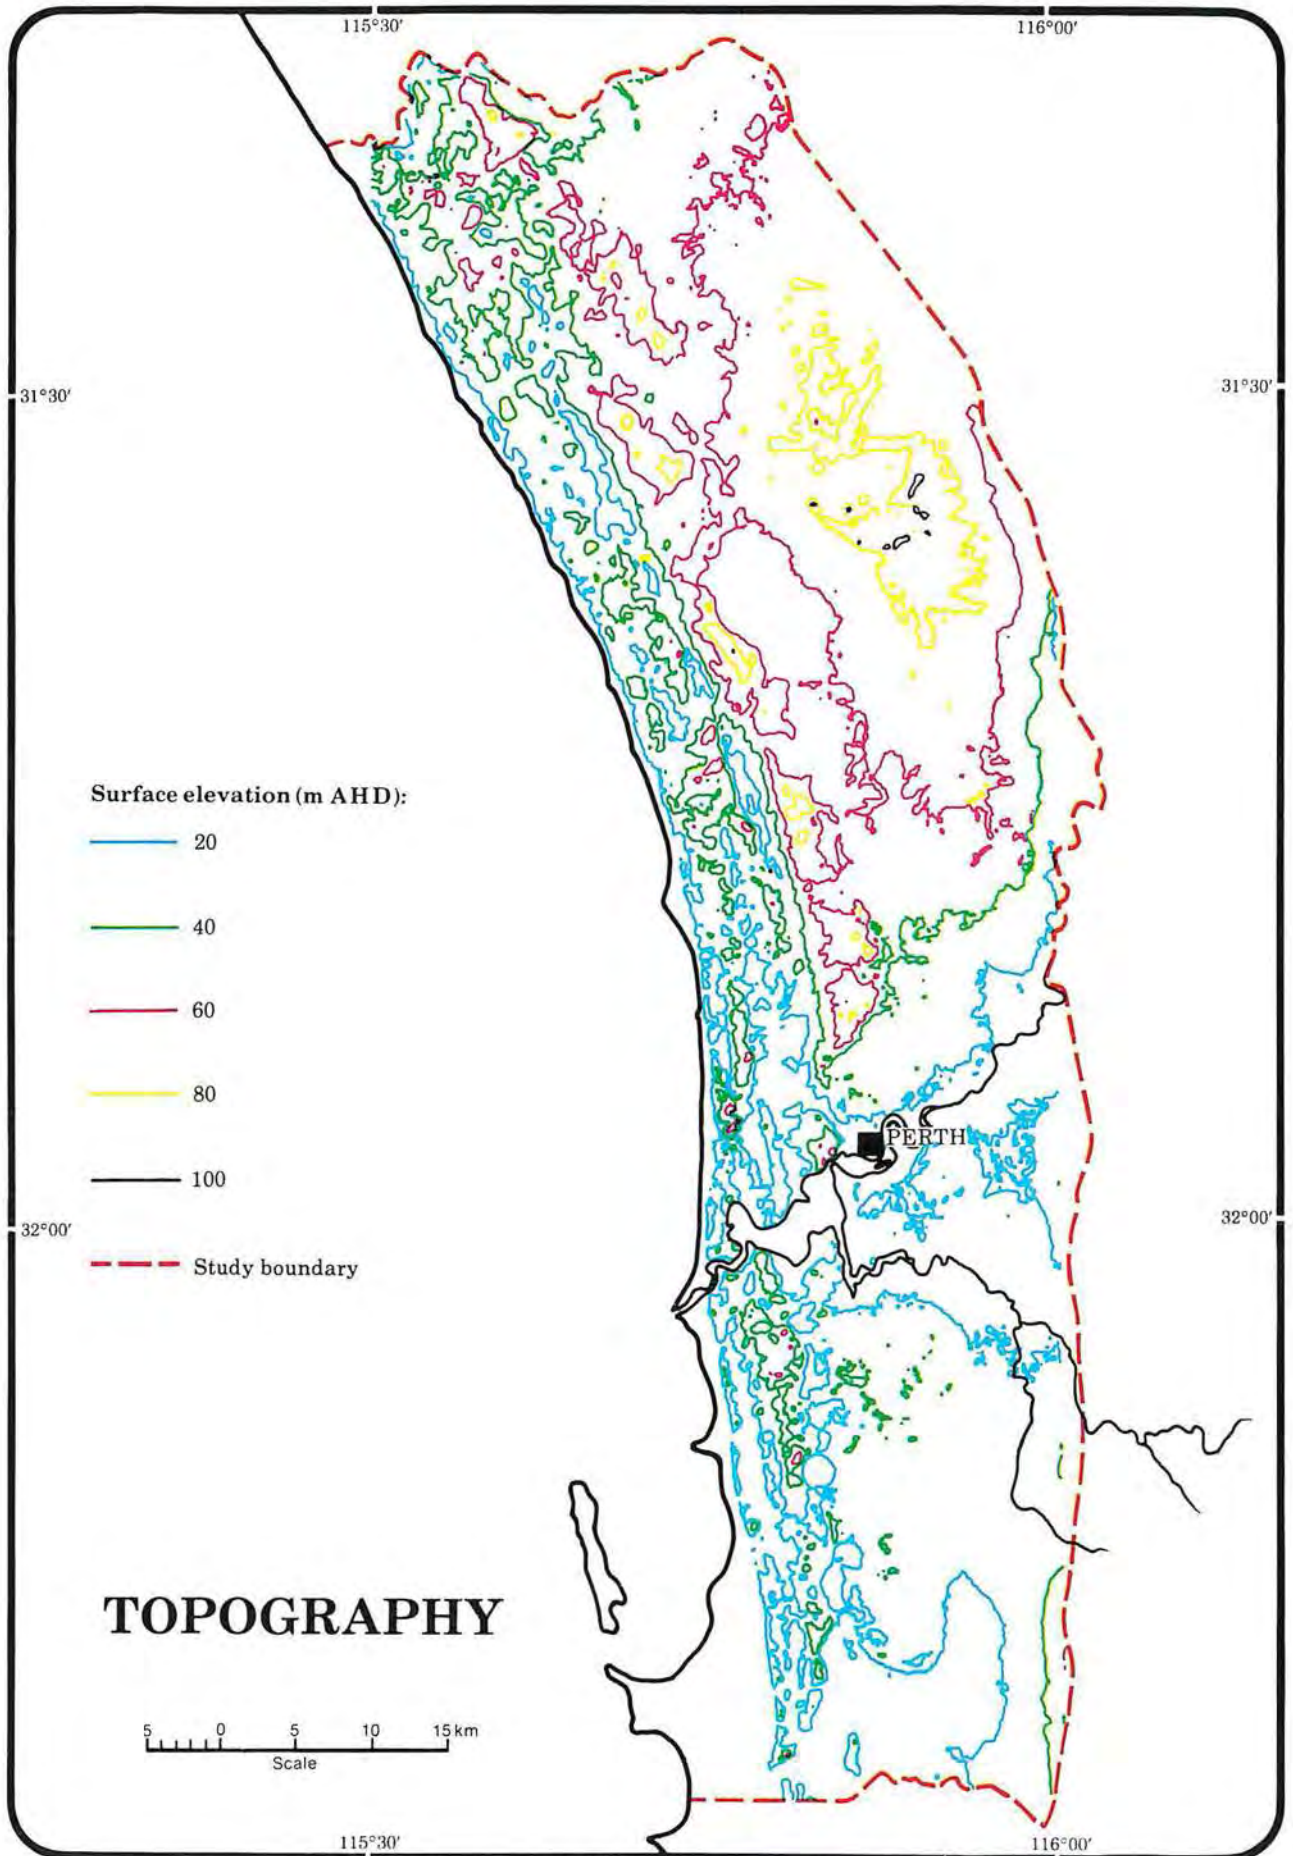 115°30′ 116°00′
31°30′ 31°30′
Surface elevation (m AHD):
20
40
60
80
100
Study boundary
PERTH
32°00′ 32°00′
TOPOGRAPHY
5 0 5 10 15 km
Scale
115°30′ 116°00′